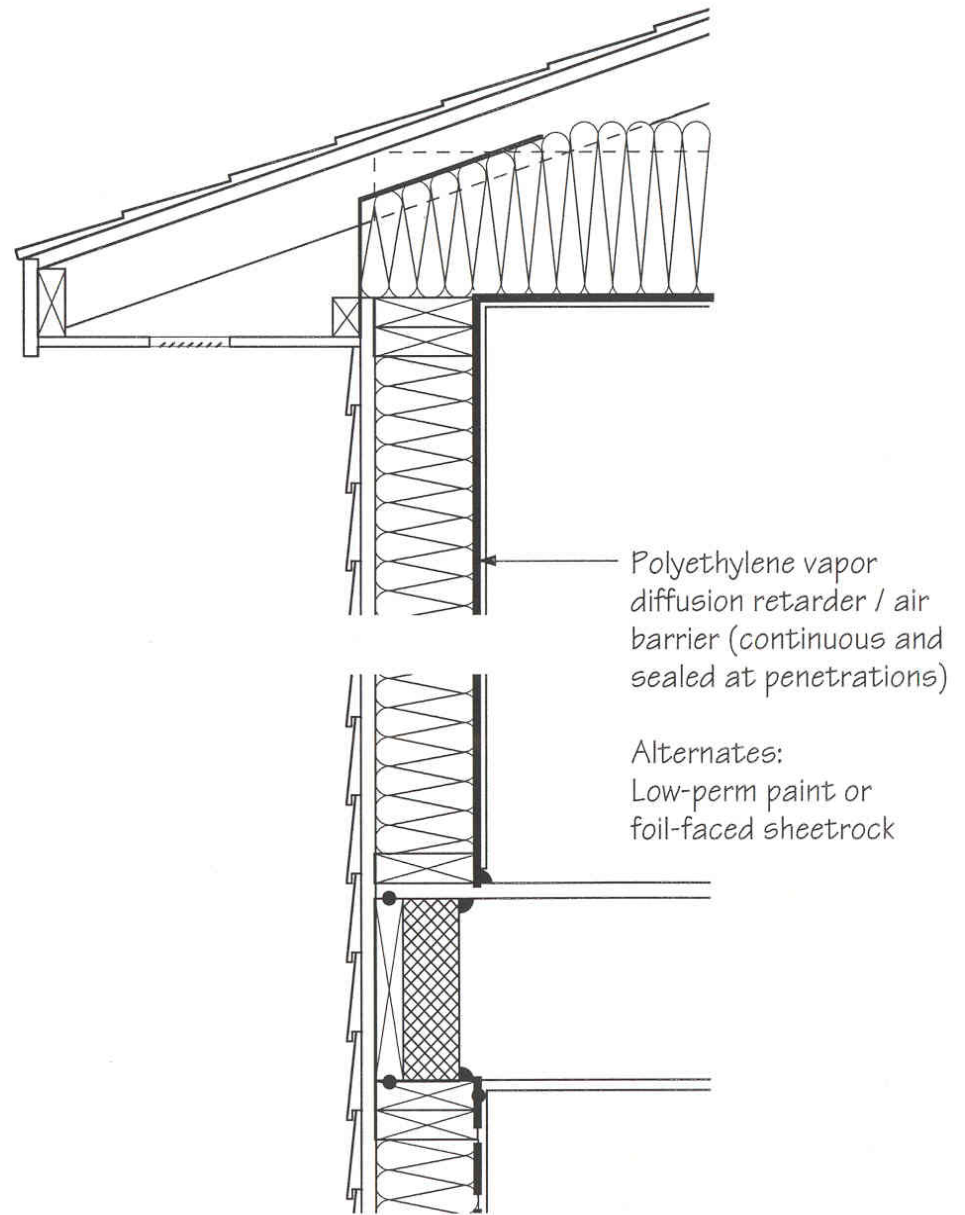 Polyethylene vapor
diffusion retarder / air
barrier (continuous and
sealed at penetrations)
Alternates:
Low-perm paint or
foil-faced sheetrock